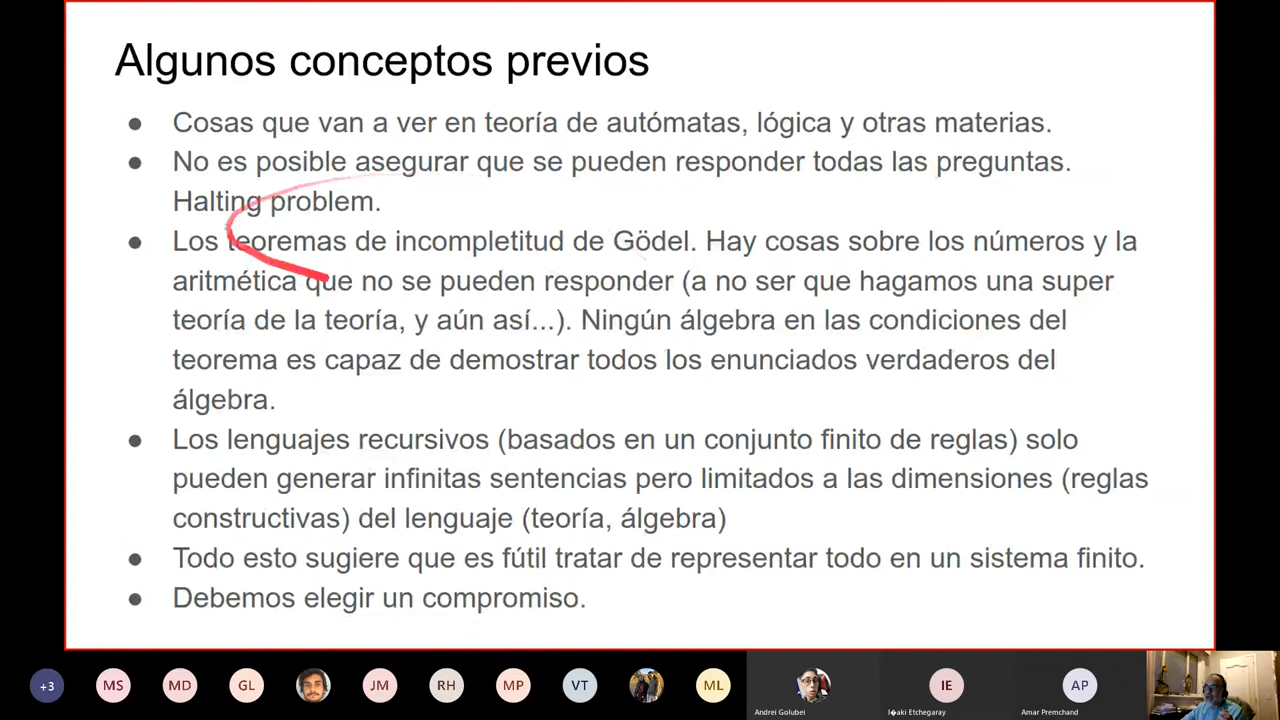 Algunos conceptos previos
● Cosas que van a ver en teoría de autómatas, lógica y otras materias.
● No es posible asegurar que se pueden responder todas las preguntas.
Halting problem.
● Los teoremas de incompletitud de Gödel. Hay cosas sobre los números y la
aritmética que no se pueden responder (a no ser que hagamos una super
teoría de la teoría, y aún así...). Ningún álgebra en las condiciones del
teorema es capaz de demostrar todos los enunciados verdaderos del
álgebra.
● Los lenguajes recursivos (basados en un conjunto finito de reglas) solo
pueden generar infinitas sentencias pero limitados a las dimensiones (reglas
constructivas) del lenguaje (teoría, álgebra)
● Todo esto sugiere que es fútil tratar de representar todo en un sistema finito.
● Debemos elegir un compromiso.
+3 MS MD GL JM RH MP VT ML IE AP
Andrei Golubei I�aki Etchegaray Amar Premchand